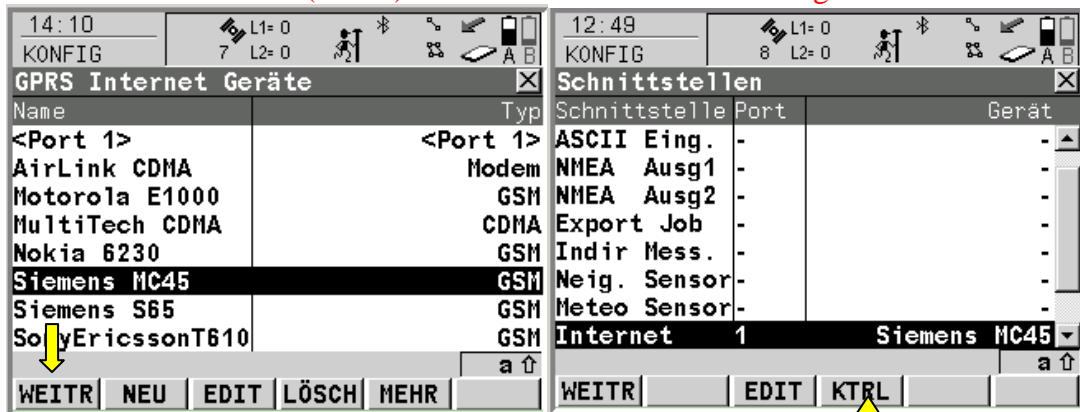 14:10
KONFIG
7
L1= 0
L2= 0
A B
GPRS Internet Geräte
Name Typ
<Port 1> <Port 1>
AirLink CDMA Modem
Motorola E1000 GSM
MultiTech CDMA CDMA
Nokia 6230 GSM
Siemens MC45 GSM
Siemens S65 GSM
SonyEricssonT610 GSM
a
WEITR NEU EDIT LÖSCH MEHR
12:49
KONFIG
8
L1= 0
L2= 0
A B
Schnittstellen
Schnittstelle Port Gerät
ASCII Eing. - -
NMEA Ausg1 - -
NMEA Ausg2 - -
Export Job - -
Indir Mess. - -
Neig. Sensor - -
Meteo Sensor - -
Internet 1 Siemens MC45
a
WEITR EDIT KTRL